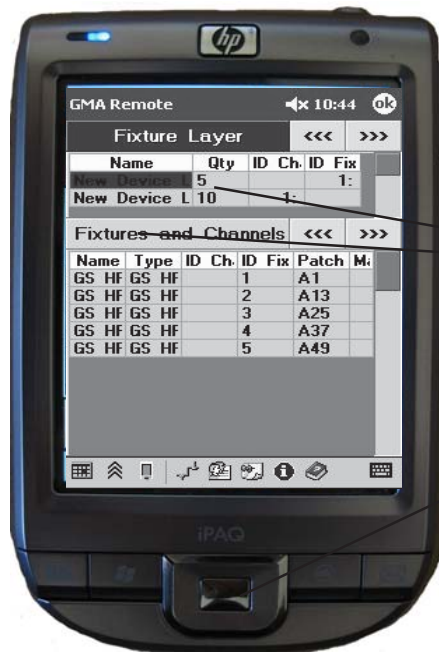 hp
GMA Remote 10:44 ok
Fixture Layer <<< >>>
Name Qty ID Ch. ID Fix
New Device L 5 1:
New Device L 10 1:
Fixtures and Channels <<< >>>
Name Type ID Ch. ID Fix Patch Ma
GS HF GS HF 1 A1
GS HF GS HF 2 A13
GS HF GS HF 3 A25
GS HF GS HF 4 A37
GS HF GS HF 5 A49
iPAQ